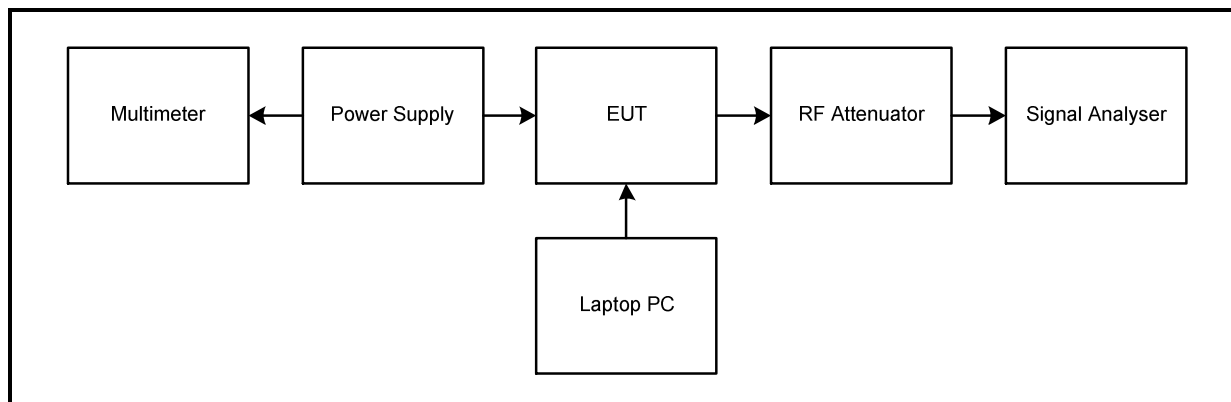 Multimeter
Power Supply
EUT
RF Attenuator
Signal Analyser
Laptop PC